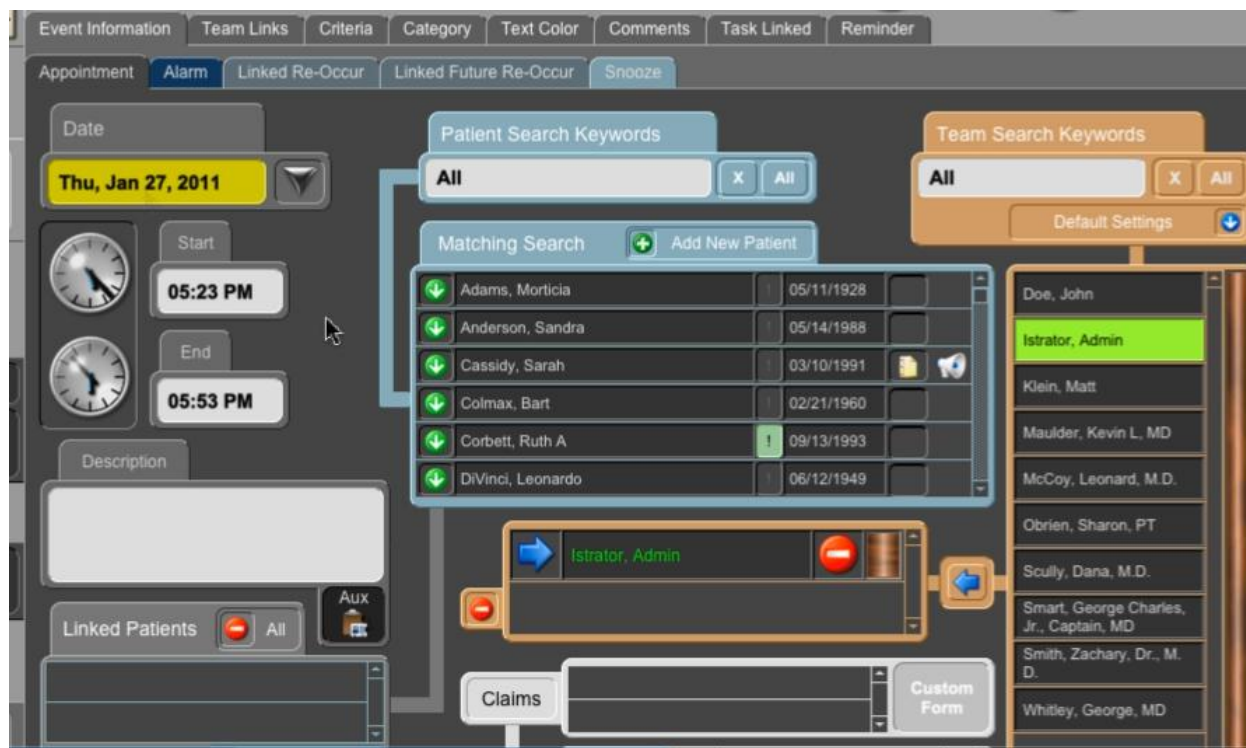 Event Information Team Links Criteria Category Text Color Comments Task Linked Reminder
Appointment Alarm Linked Re-Occur Linked Future Re-Occur Snooze
Date
Thu, Jan 27, 2011
Start
05:23 PM
End
05:53 PM
Description
Linked Patients All
Aux
Patient Search Keywords
All X All
Matching Search Add New Patient
Adams, Morticia 05/11/1928
Anderson, Sandra 05/14/1988
Cassidy, Sarah 03/10/1991
Colmax, Bart 02/21/1960
Corbett, Ruth A ! 09/13/1993
DiVinci, Leonardo 06/12/1949
Istrator, Admin
Claims
Custom
Form
Team Search Keywords
All X All
Default Settings
Doe, John
Istrator, Admin
Klein, Matt
Maulder, Kevin L, MD
McCoy, Leonard, M.D.
Obrien, Sharon, PT
Scully, Dana, M.D.
Smart, George Charles,
Jr., Captain, MD
Smith, Zachary, Dr., M.
D.
Whitley, George, MD